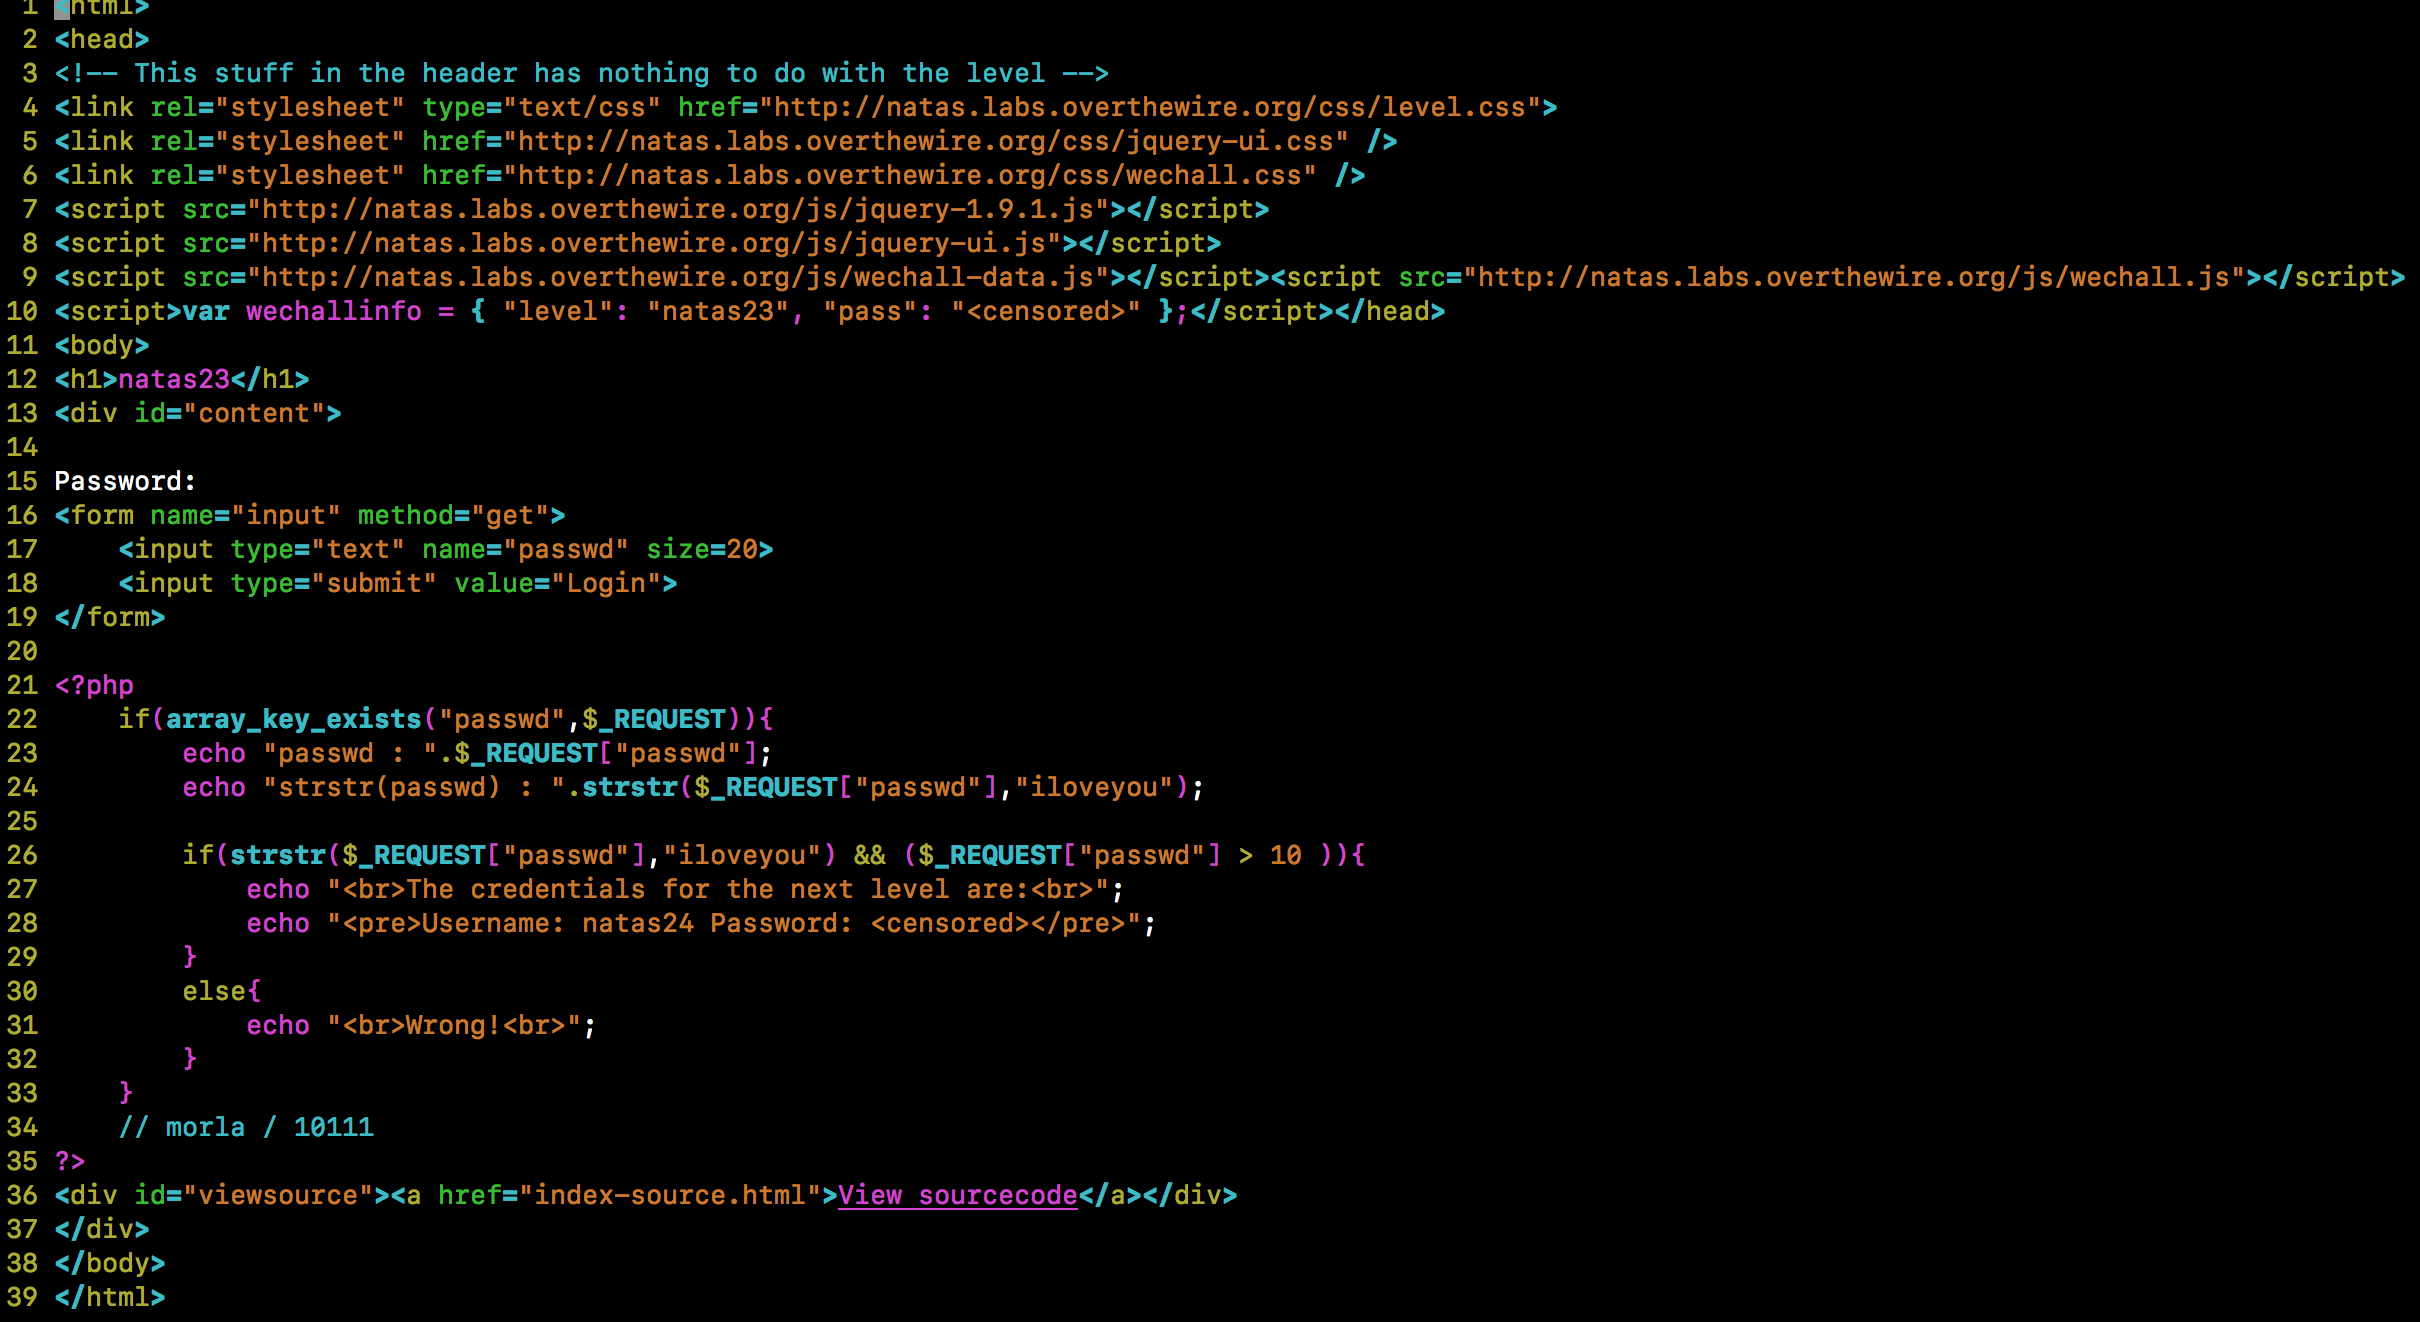 1 <html>
2 <head>
3 <!-- This stuff in the header has nothing to do with the level -->
4 <link rel="stylesheet" type="text/css" href="http://natas.labs.overthewire.org/css/level.css">
5 <link rel="stylesheet" href="http://natas.labs.overthewire.org/css/jquery-ui.css" />
6 <link rel="stylesheet" href="http://natas.labs.overthewire.org/css/wechall.css" />
7 <script src="http://natas.labs.overthewire.org/js/jquery-1.9.1.js"></script>
8 <script src="http://natas.labs.overthewire.org/js/jquery-ui.js"></script>
9 <script src="http://natas.labs.overthewire.org/js/wechall-data.js"></script><script src="http://natas.labs.overthewire.org/js/wechall.js"></script>
10 <script>var wechallinfo = { "level": "natas23", "pass": "<censored>" };</script></head>
11 <body>
12 <h1>natas23</h1>
13 <div id="content">
14
15 Password:
16 <form name="input" method="get">
17     <input type="text" name="passwd" size=20>
18     <input type="submit" value="Login">
19 </form>
20
21 <?php
22     if(array_key_exists("passwd",$_REQUEST)){
23         echo "passwd : ".$_REQUEST["passwd"];
24         echo "strstr(passwd) : ".strstr($_REQUEST["passwd"],"iloveyou");
25
26         if(strstr($_REQUEST["passwd"],"iloveyou") && ($_REQUEST["passwd"] > 10 )){
27             echo "<br>The credentials for the next level are:<br>";
28             echo "<pre>Username: natas24 Password: <censored></pre>";
29         }
30         else{
31             echo "<br>Wrong!<br>";
32         }
33     }
34     // morla / 10111
35 ?>
36 <div id="viewsource"><a href="index-source.html">View sourcecode</a></div>
37 </div>
38 </body>
39 </html>